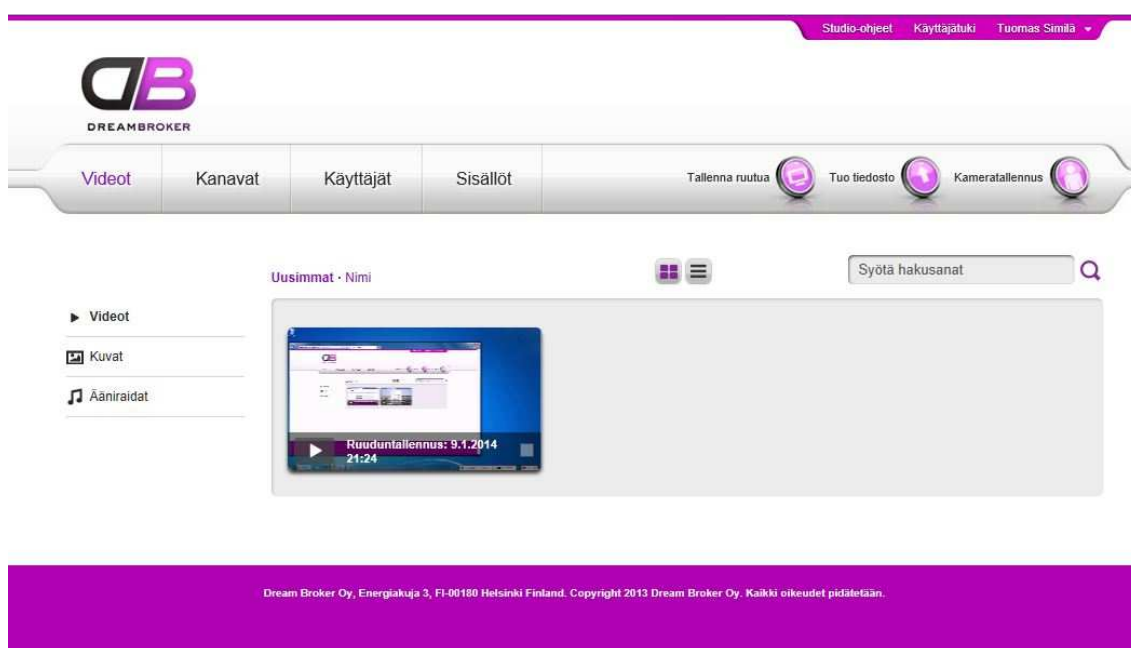 Studio-ohjeet Käyttäjätuki Tuomas Similä
DREAMBROKER
Videot Kanavat Käyttäjät Sisällöt Tallenna ruutua Tuo tiedosto Kameratallennus
Uusimmat · Nimi Syötä hakusanat
Videot
Kuvat
Ääniraidat
Ruuduntallennus: 9.1.2014
21:24
Dream Broker Oy, Energiakuja 3, FI-00180 Helsinki Finland. Copyright 2013 Dream Broker Oy. Kaikki oikeudet pidätetään.